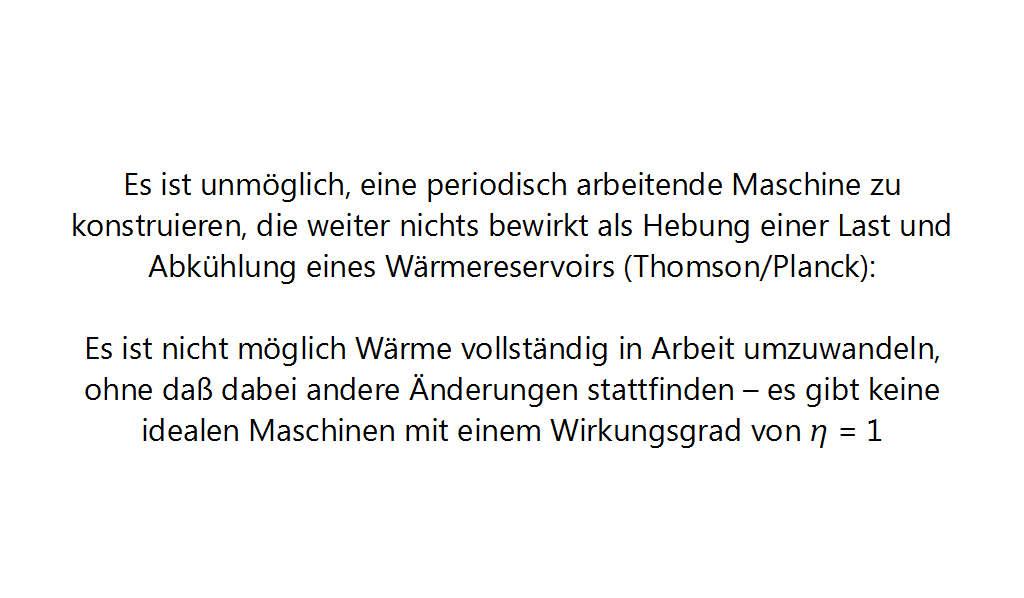 Es ist unmöglich, eine periodisch arbeitende Maschine zu
konstruieren, die weiter nichts bewirkt als Hebung einer Last und
Abkühlung eines Wärmereservoirs (Thomson/Planck):
Es ist nicht möglich Wärme vollständig in Arbeit umzuwandeln,
ohne daß dabei andere Änderungen stattfinden – es gibt keine
idealen Maschinen mit einem Wirkungsgrad von η = 1